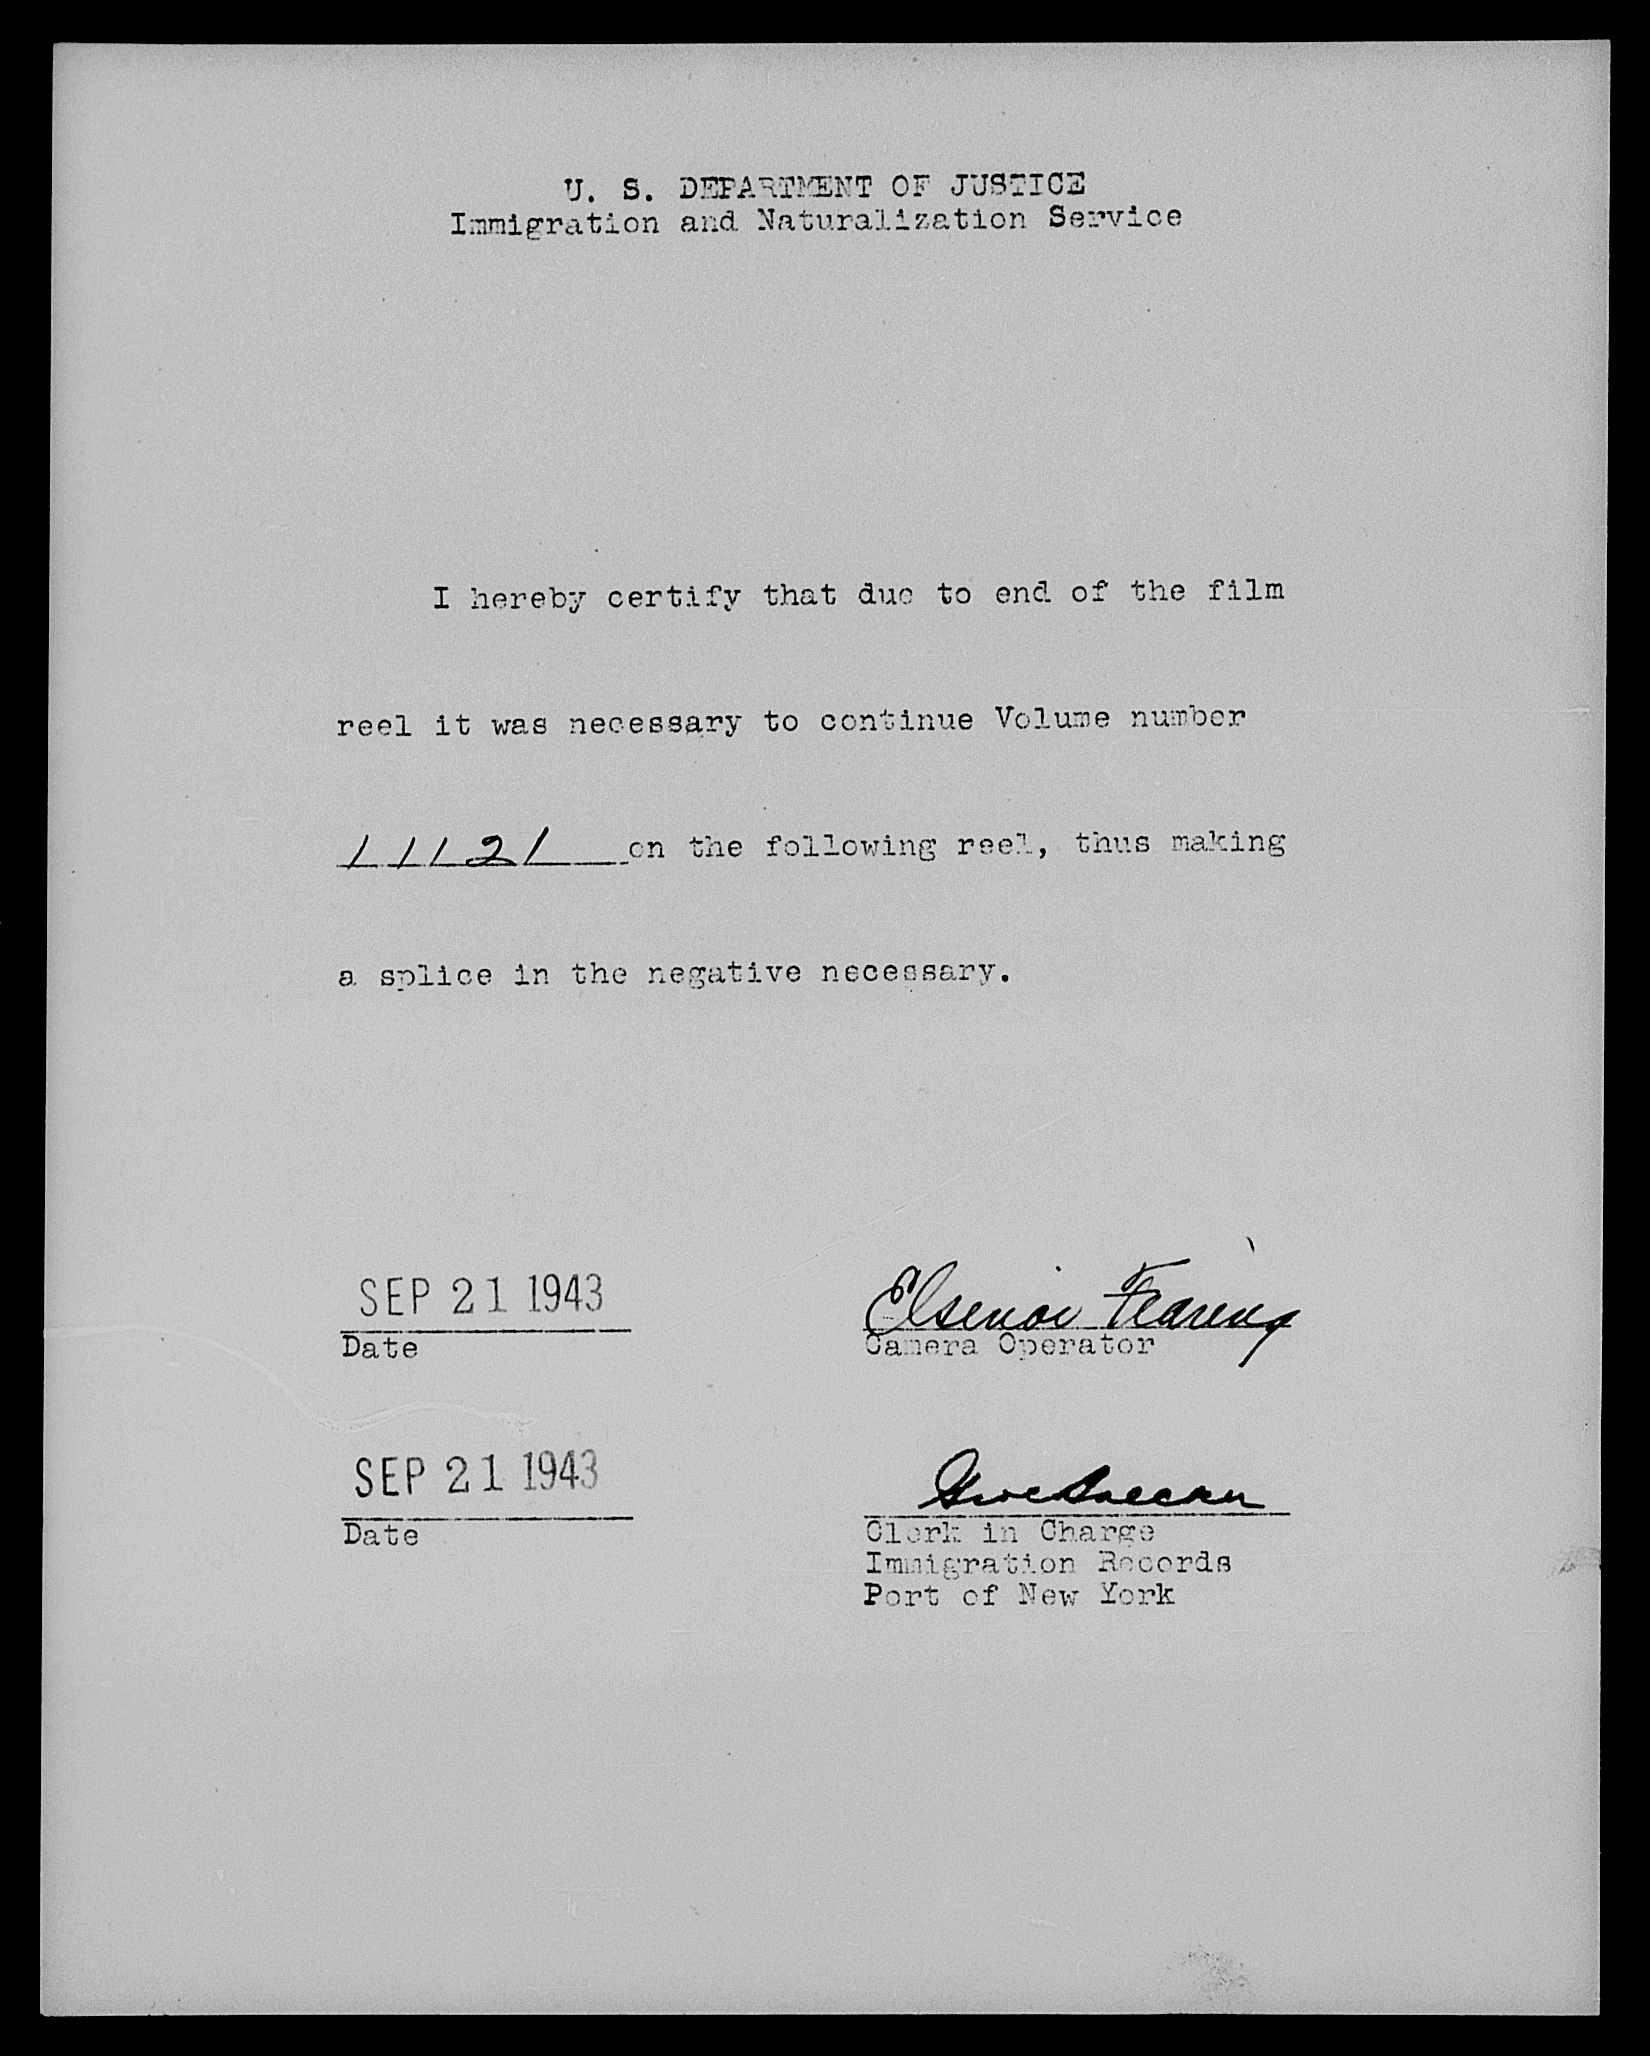 U. S. DEPARTMENT OF JUSTICE
Immigration and Naturalization Service
I hereby certify that due to end of the film
reel it was necessary to continue Volume number
11121 on the following reel, thus making
a splice in the negative necessary.
SEP 21 1943
Date
Elsenoi Fearing
Camera Operator
SEP 21 1943
Date
Clerk in Charge
Immigration Records
Port of New York